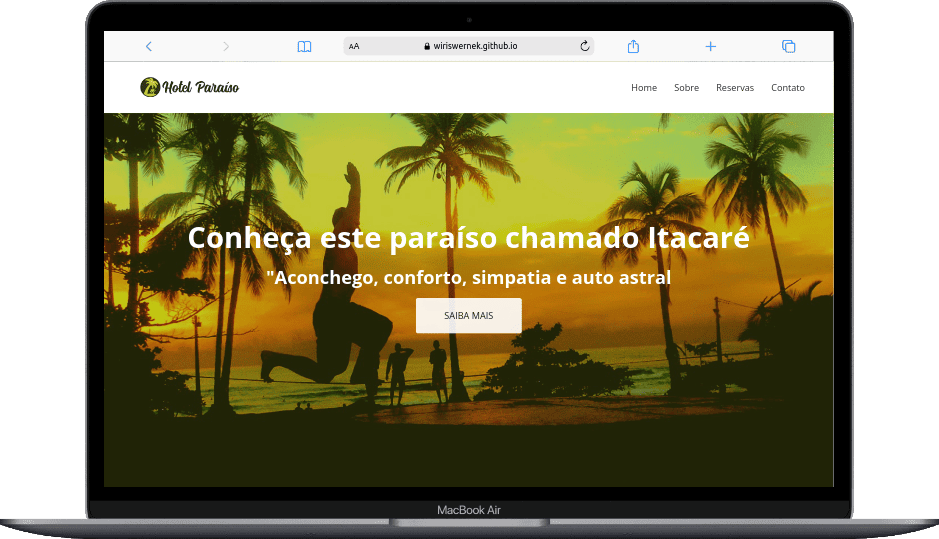 AA
wiriswernek.github.io
Hotel Paraíso
Home Sobre Reservas Contato
Conheça este paraíso chamado Itacaré
"Aconchego, conforto, simpatia e auto astral
SAIBA MAIS
MacBook Air